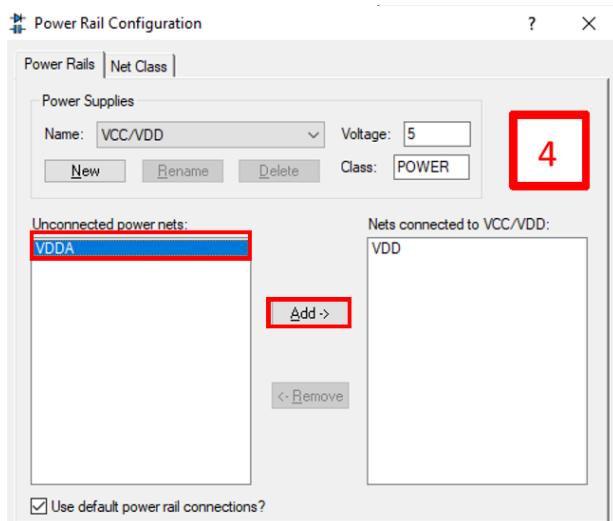 Power Rail Configuration ? ×
Power Rails Net Class
Power Supplies
Name: VCC/VDD Voltage: 5
New Rename Delete Class: POWER
4
Unconnected power nets: Nets connected to VCC/VDD:
VDDA VDD
Add ->
<- Remove
Use default power rail connections?